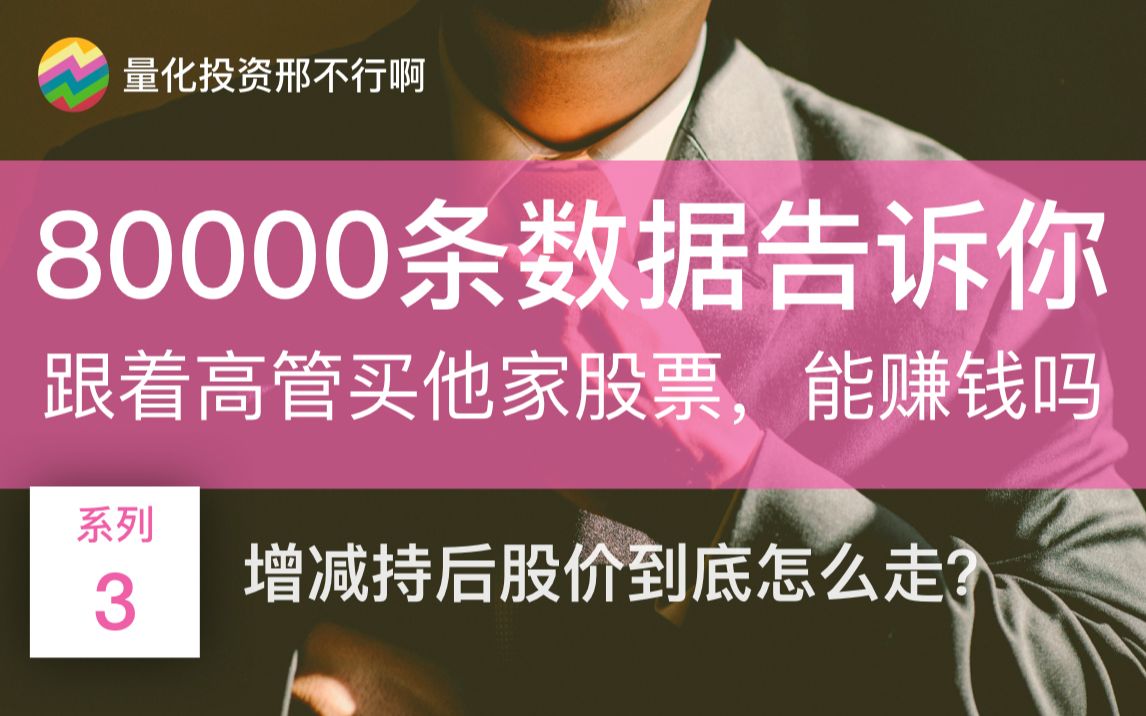 量化投资邢不行啊
80000条数据告诉你
跟着高管买他家股票，能赚钱吗
系列
3
增减持后股价到底怎么走?